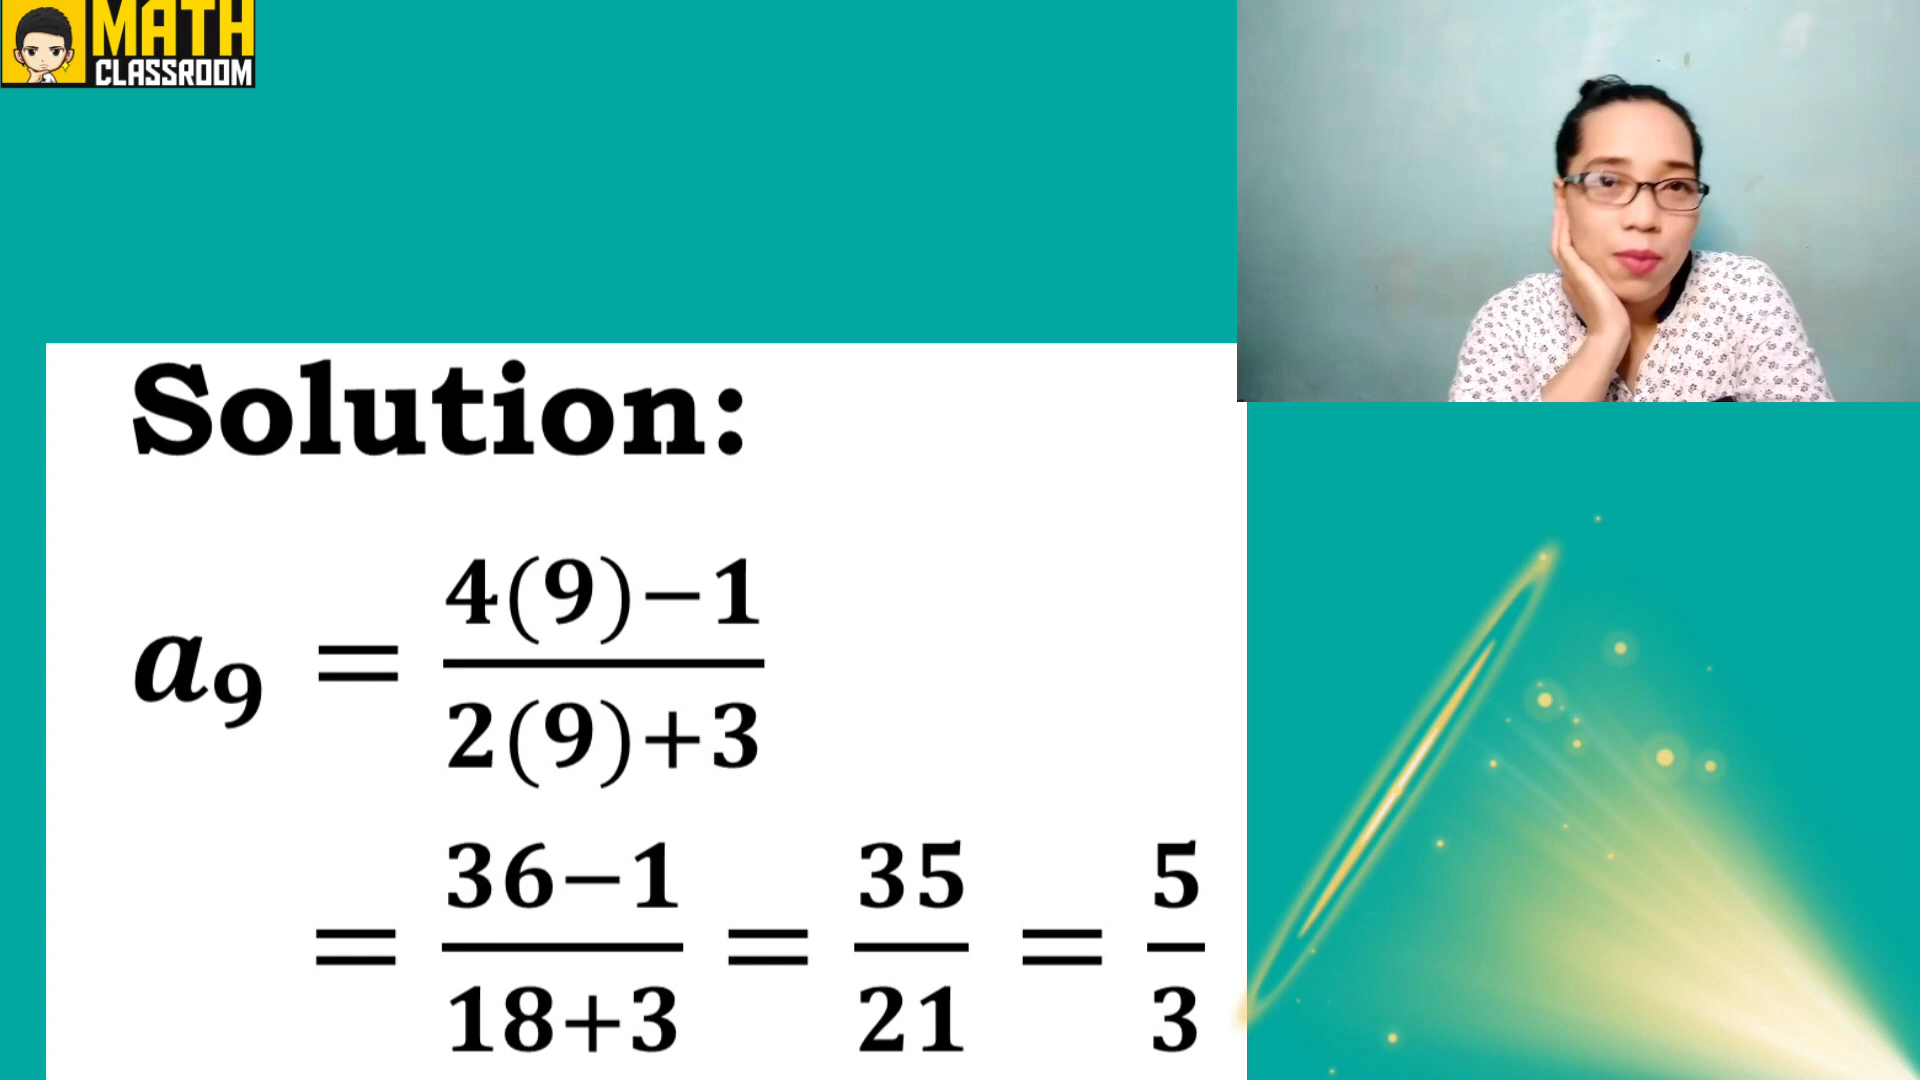 MATH
CLASSROOM
Solution:
a₉ = 4(9)−1 / 2(9)+3
= 36−1 / 18+3 = 35 / 21 = 5 / 3